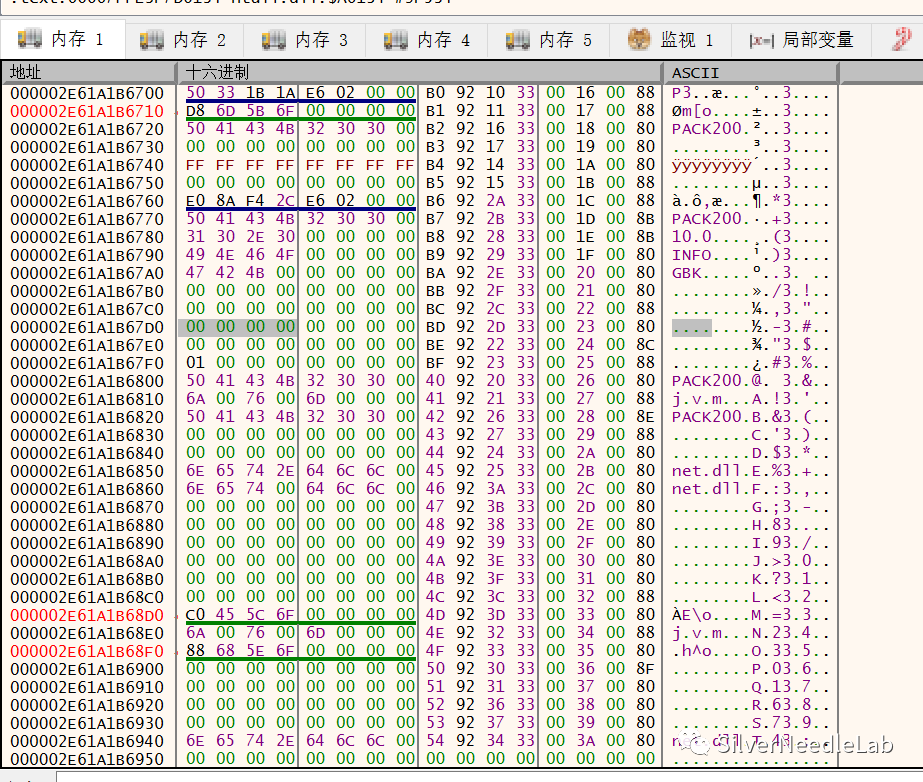 内存 1 内存 2 内存 3 内存 4 内存 5 监视 1 |x=| 局部变量
地址 十六进制 ASCII
000002E61A1B6700 50 33 1B 1A E6 02 00 00 B0 92 10 33 00 16 00 88 P3..æ...°..3....
000002E61A1B6710 D8 6D 5B 6F 00 00 00 00 B1 92 11 33 00 17 00 88 Øm[o....±..3....
000002E61A1B6720 50 41 43 4B 32 30 30 00 B2 92 16 33 00 18 00 80 PACK200.²..3....
000002E61A1B6730 00 00 00 00 00 00 00 00 B3 92 17 33 00 19 00 80 ........³..3....
000002E61A1B6740 FF FF FF FF FF FF FF FF B4 92 14 33 00 1A 00 80 ÿÿÿÿÿÿÿÿ´..3....
000002E61A1B6750 00 00 00 00 00 00 00 00 B5 92 15 33 00 1B 00 88 ........µ..3....
000002E61A1B6760 E0 8A F4 2C E6 02 00 00 B6 92 2A 33 00 1C 00 88 à.ô,æ...¶.*3....
000002E61A1B6770 50 41 43 4B 32 30 30 00 B7 92 2B 33 00 1D 00 8B PACK200.·.+3....
000002E61A1B6780 31 30 2E 30 00 00 00 00 B8 92 28 33 00 1E 00 8B 10.0....¸.(3....
000002E61A1B6790 49 4E 46 4F 00 00 00 00 B9 92 29 33 00 1F 00 80 INFO....¹.)3....
000002E61A1B67A0 47 42 4B 00 00 00 00 00 BA 92 2E 33 00 20 00 80 GBK.....º..3. ..
000002E61A1B67B0 00 00 00 00 00 00 00 00 BB 92 2F 33 00 21 00 80 ........»./3.!..
000002E61A1B67C0 00 00 00 00 00 00 00 00 BC 92 2C 33 00 22 00 88 ........¼.,3."..
000002E61A1B67D0 00 00 00 00 00 00 00 00 BD 92 2D 33 00 23 00 80 ........½.-3.#..
000002E61A1B67E0 00 00 00 00 00 00 00 00 BE 92 22 33 00 24 00 8C ........¾."3.$..
000002E61A1B67F0 01 00 00 00 00 00 00 00 BF 92 23 33 00 25 00 88 ........¿.#3.%..
000002E61A1B6800 50 41 43 4B 32 30 30 00 40 92 20 33 00 26 00 80 PACK200.@. 3.&..
000002E61A1B6810 6A 00 76 00 6D 00 00 00 41 92 21 33 00 27 00 88 j.v.m...A.!3.'..
000002E61A1B6820 50 41 43 4B 32 30 30 00 42 92 26 33 00 28 00 8E PACK200.B.&3.(..
000002E61A1B6830 00 00 00 00 00 00 00 00 43 92 27 33 00 29 00 88 ........C.'3.)..
000002E61A1B6840 00 00 00 00 00 00 00 00 44 92 24 33 00 2A 00 80 ........D.$3.*..
000002E61A1B6850 6E 65 74 2E 64 6C 6C 00 45 92 25 33 00 2B 00 80 net.dll.E.%3.+..
000002E61A1B6860 6E 65 74 00 64 6C 6C 00 46 92 3A 33 00 2C 00 80 net.dll.F.:3.,..
000002E61A1B6870 00 00 00 00 00 00 00 00 47 92 3B 33 00 2D 00 80 ........G.;3.-..
000002E61A1B6880 00 00 00 00 00 00 00 00 48 92 38 33 00 2E 00 80 ........H.83....
000002E61A1B6890 00 00 00 00 00 00 00 00 49 92 39 33 00 2F 00 80 ........I.93./..
000002E61A1B68A0 00 00 00 00 00 00 00 00 4A 92 3E 33 00 30 00 80 ........J.>3.0..
000002E61A1B68B0 00 00 00 00 00 00 00 00 4B 92 3F 33 00 31 00 80 ........K.?3.1..
000002E61A1B68C0 00 00 00 00 00 00 00 00 4C 92 3C 33 00 32 00 88 ........L.<3.2..
000002E61A1B68D0 C0 45 5C 6F 00 00 00 00 4D 92 3D 33 00 33 00 80 ÀE\o....M.=3.3..
000002E61A1B68E0 6A 00 76 00 6D 00 00 00 4E 92 32 33 00 34 00 88 j.v.m...N.23.4..
000002E61A1B68F0 88 68 5E 6F 00 00 00 00 4F 92 33 33 00 35 00 80 .h^o....O.33.5..
000002E61A1B6900 00 00 00 00 00 00 00 00 50 92 30 33 00 36 00 8F ........P.03.6..
000002E61A1B6910 00 00 00 00 00 00 00 00 51 92 31 33 00 37 00 80 ........Q.13.7..
000002E61A1B6920 00 00 00 00 00 00 00 00 52 92 36 33 00 38 00 80 ........R.63.8..
000002E61A1B6930 00 00 00 00 00 00 00 00 53 92 37 33 00 39 00 80 ........S.73.9..
000002E61A1B6940 6E 65 74 2E 64 6C 6C 00 54 92 34 33 00 3A 00 80
000002E61A1B6950 00 00 00 00 00 00 00 00 00 00 00 00 00 00 00 80
SilverNeedleLab